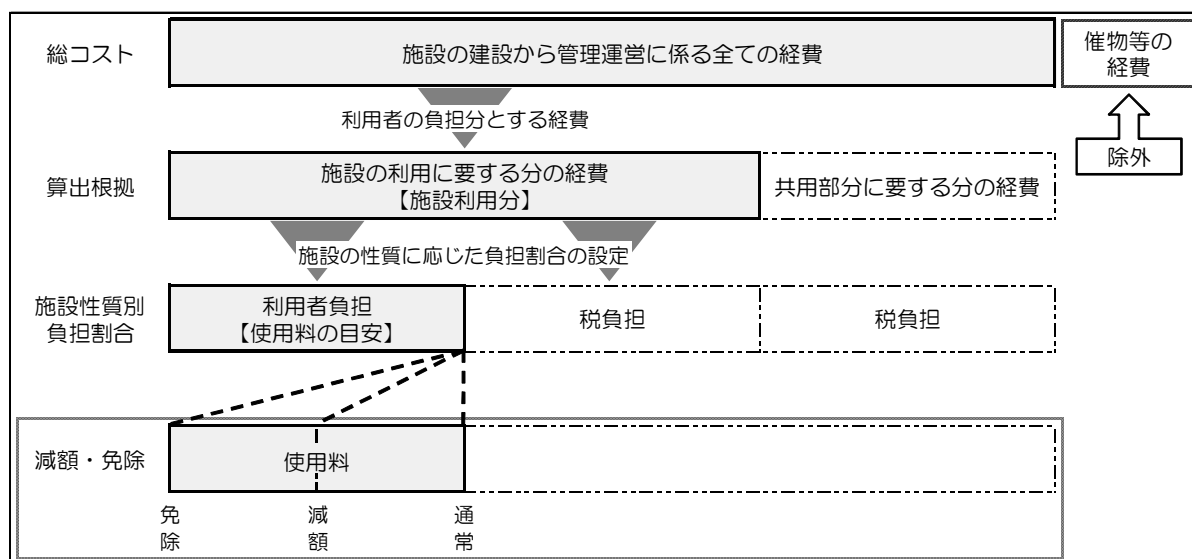 総コスト
施設の建設から管理運営に係る全ての経費
催物等の
経費
利用者の負担分とする経費
除外
算出根拠
施設の利用に要する分の経費
【施設利用分】
共用部分に要する分の経費
施設の性質に応じた負担割合の設定
施設性質別
負担割合
利用者負担
【使用料の目安】
税負担
税負担
減額・免除
使用料
免除
減額
通常